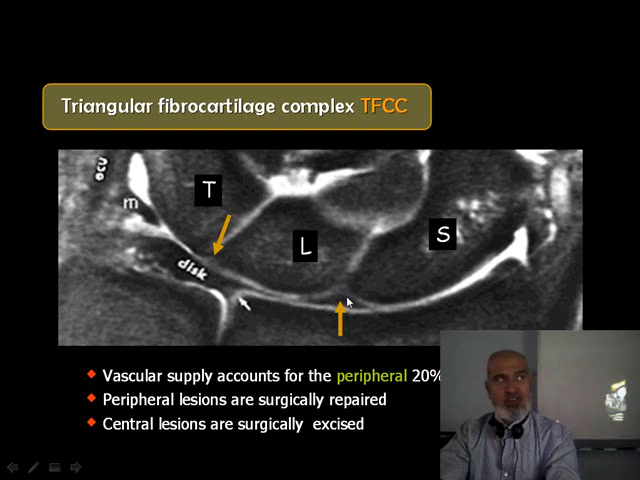 Triangular fibrocartilage complex TFCC
ecu
m
T
L
S
disk
Vascular supply accounts for the peripheral 20%
Peripheral lesions are surgically repaired
Central lesions are surgically excised